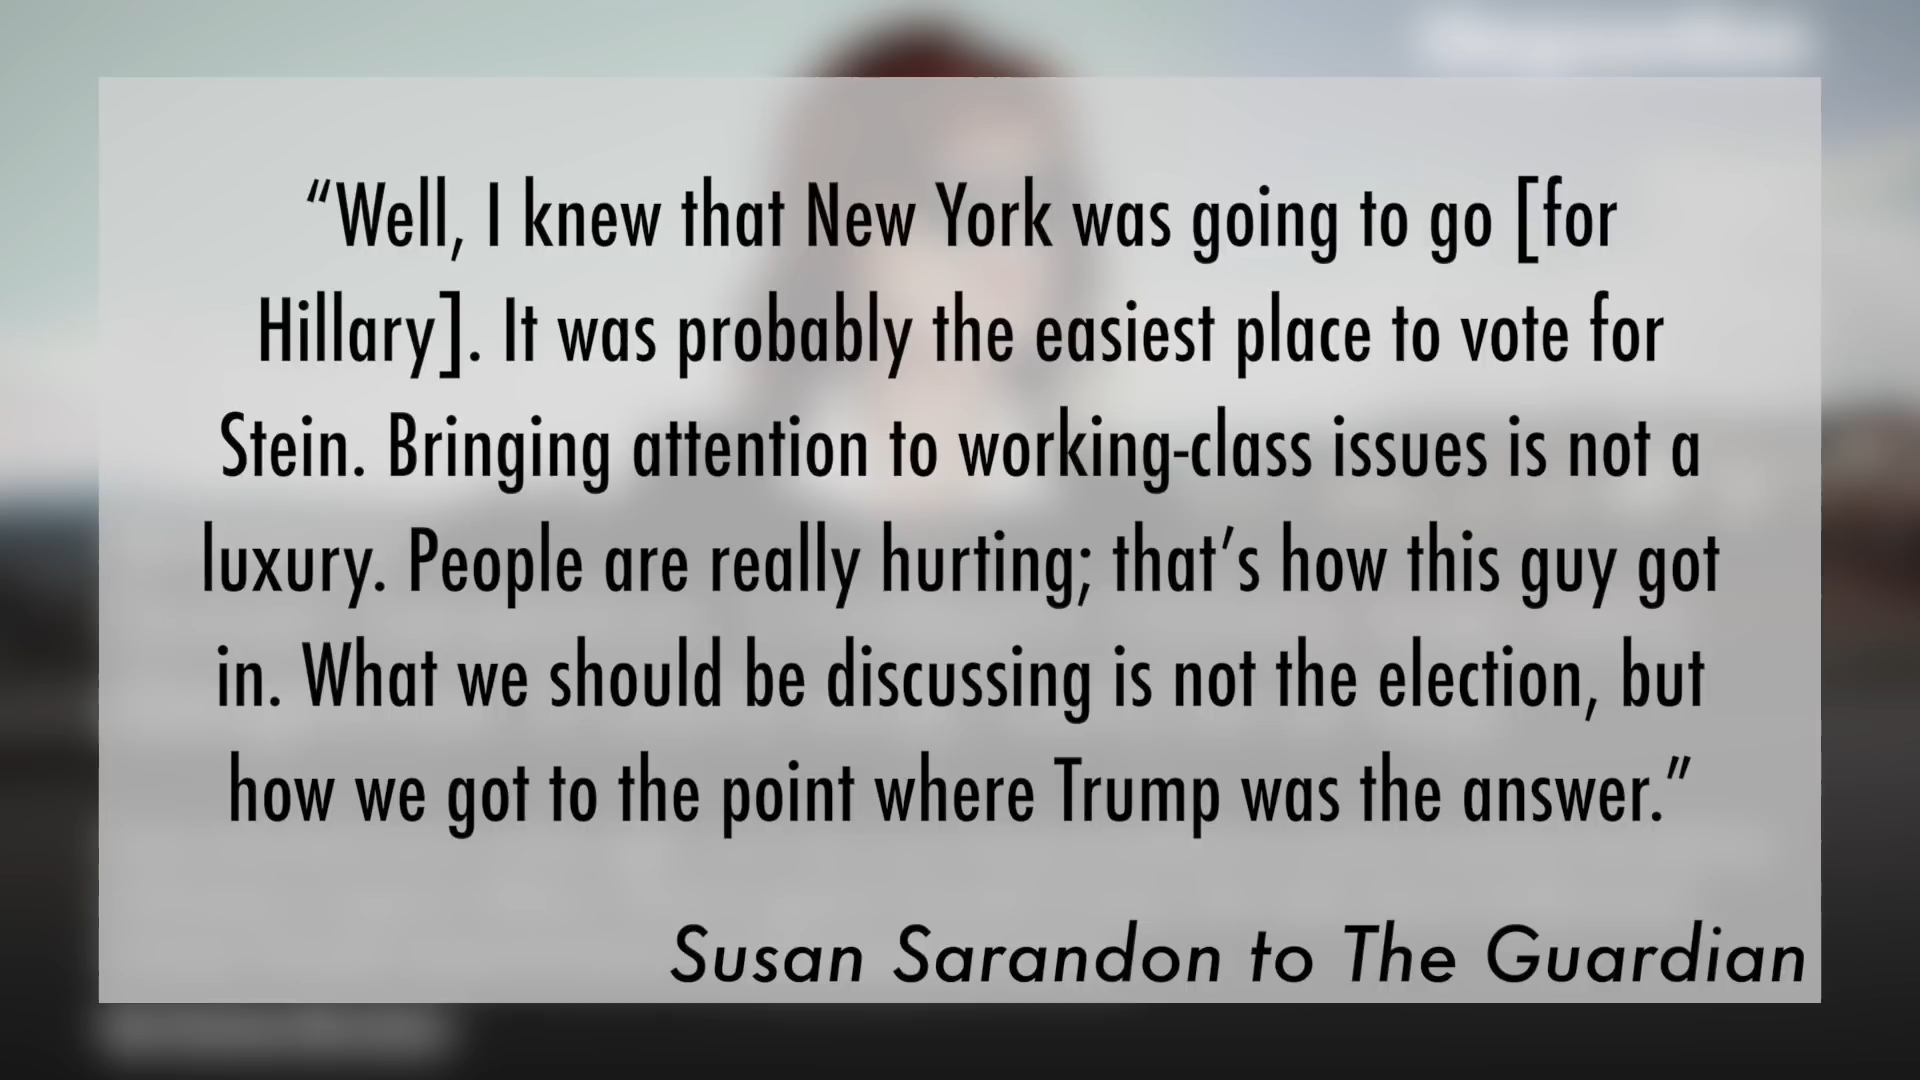 “Well, I knew that New York was going to go [for
Hillary]. It was probably the easiest place to vote for
Stein. Bringing attention to working-class issues is not a
luxury. People are really hurting; that’s how this guy got
in. What we should be discussing is not the election, but
how we got to the point where Trump was the answer.”
Susan Sarandon to The Guardian